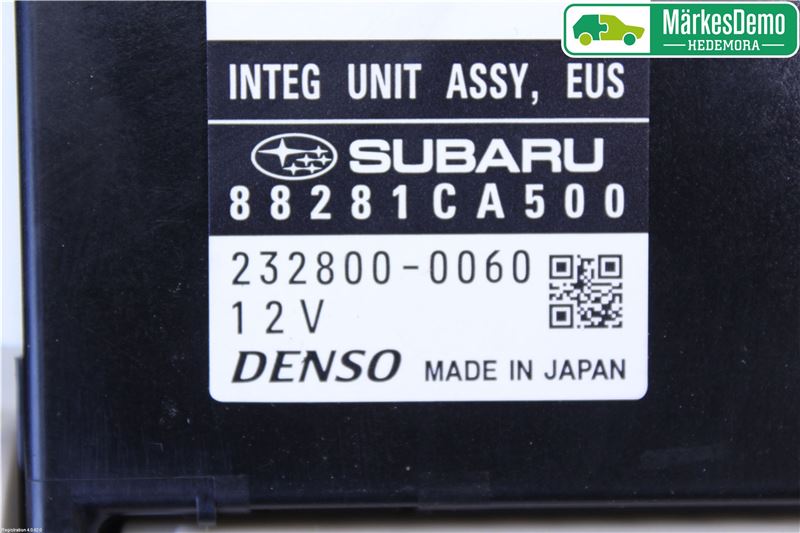 MärkesDemo
HEDEMORA
INTEG UNIT ASSY, EUS
SUBARU
88281CA500
232800-0060
12V
DENSO MADE IN JAPAN